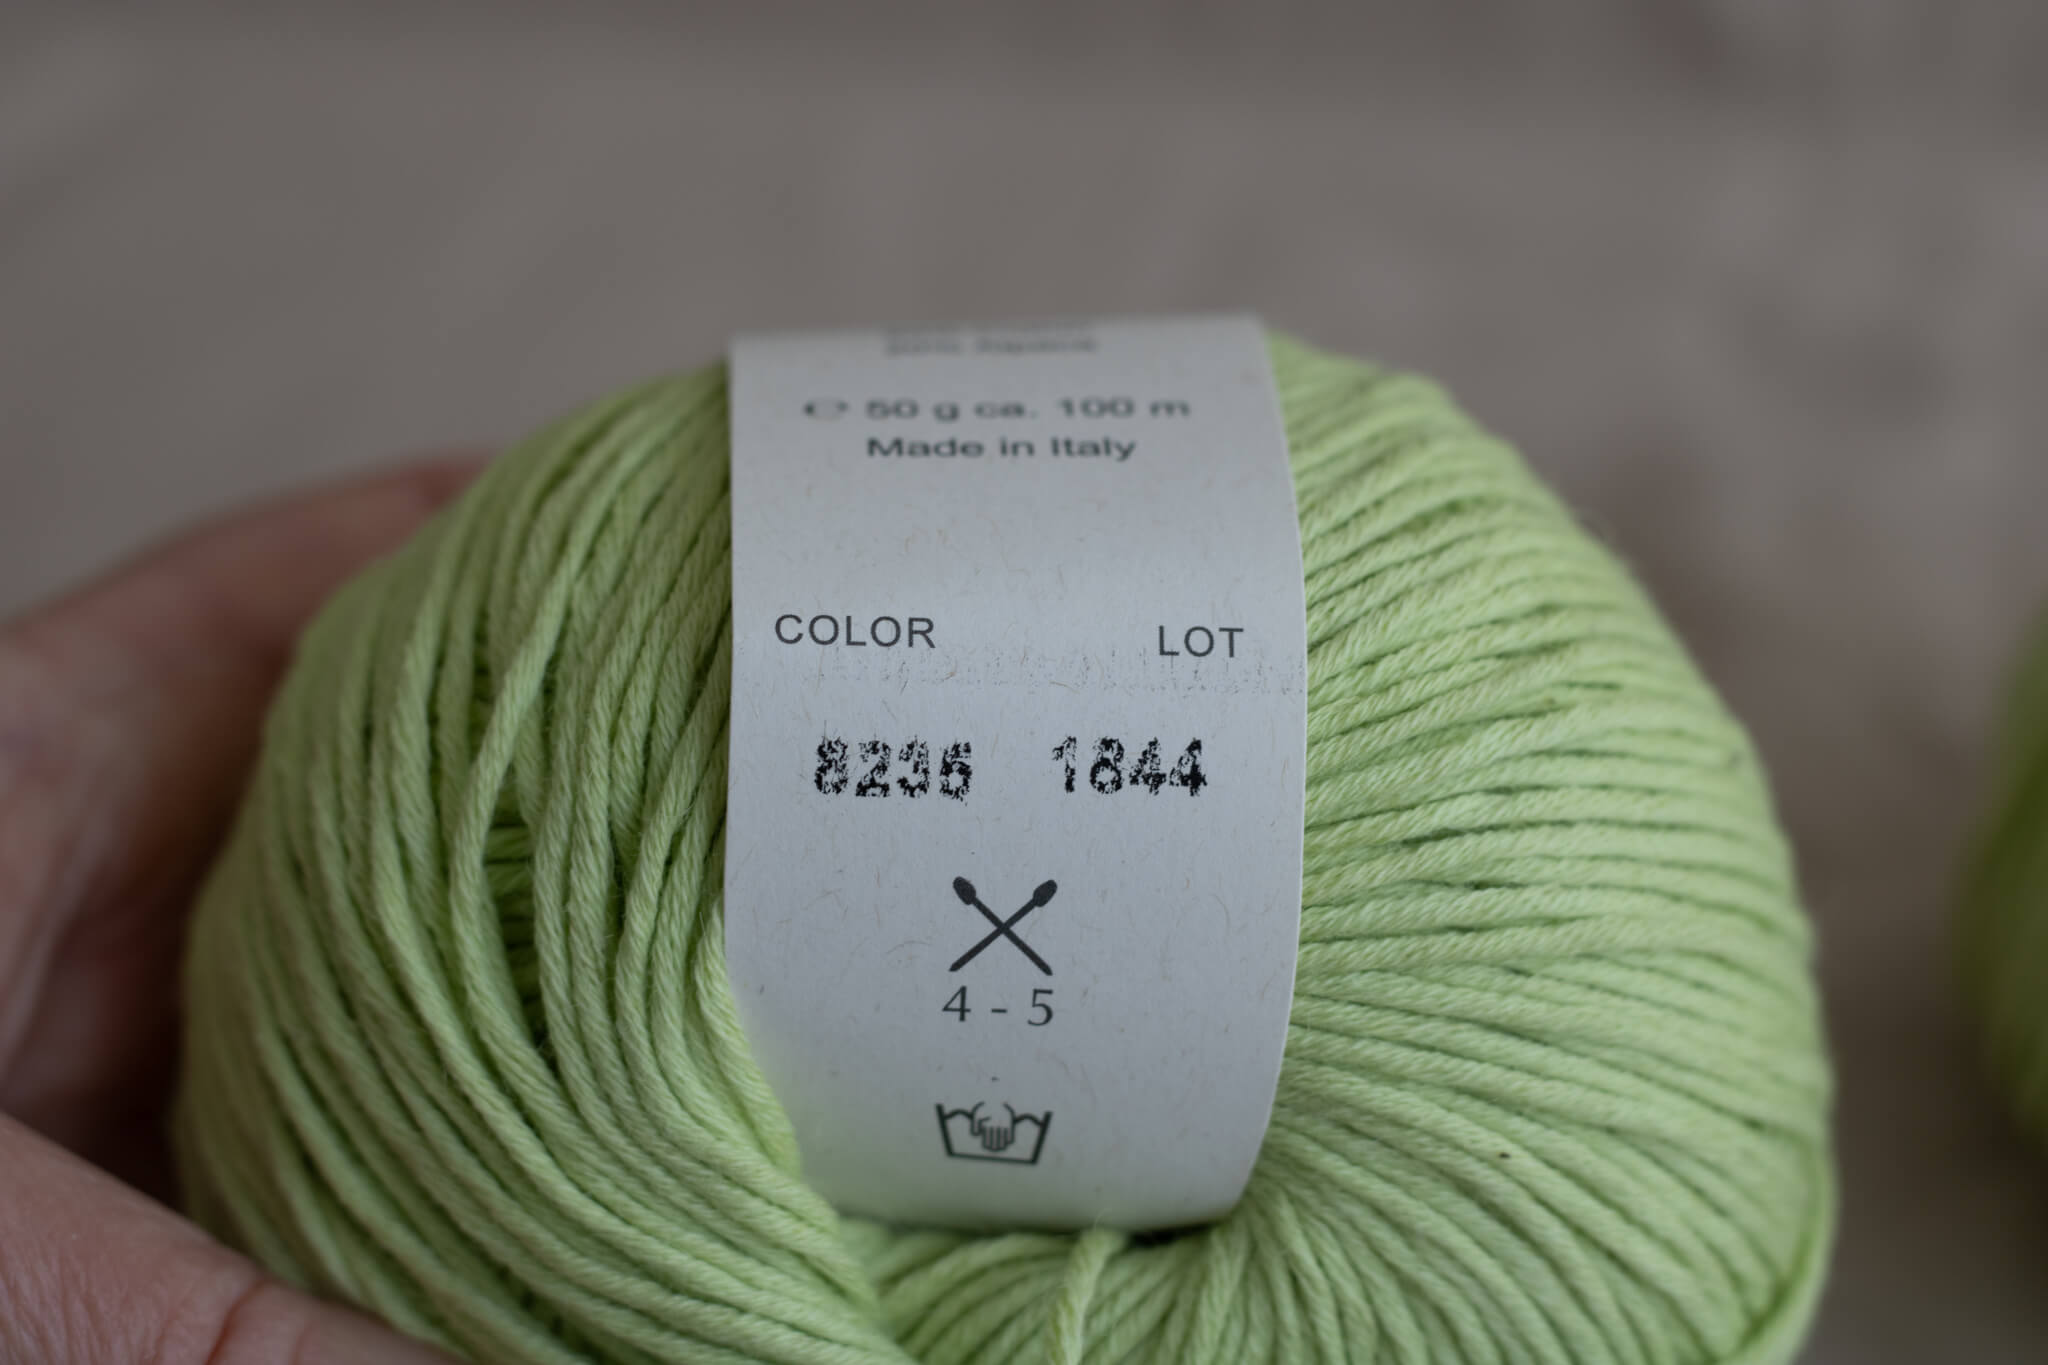 ℮ 50 g ca. 100 m
Made in Italy
COLOR LOT
8235 1844
4 - 5